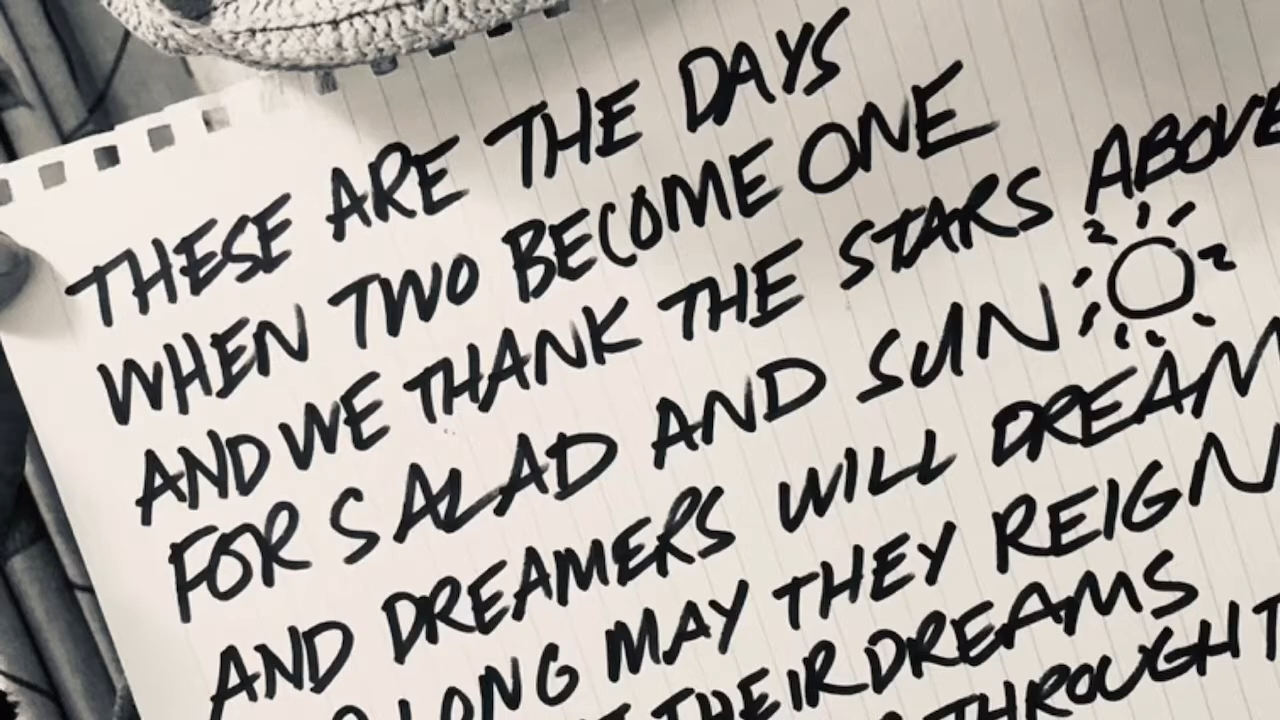 THESE ARE THE DAYS
WHEN TWO BECOME ONE
AND WE THANK THE STARS ABOVE
FOR SALAD AND SUN
AND DREAMERS WILL DREAM
LONG MAY THEY REIGN
THEIR DREAMS
THROUGH